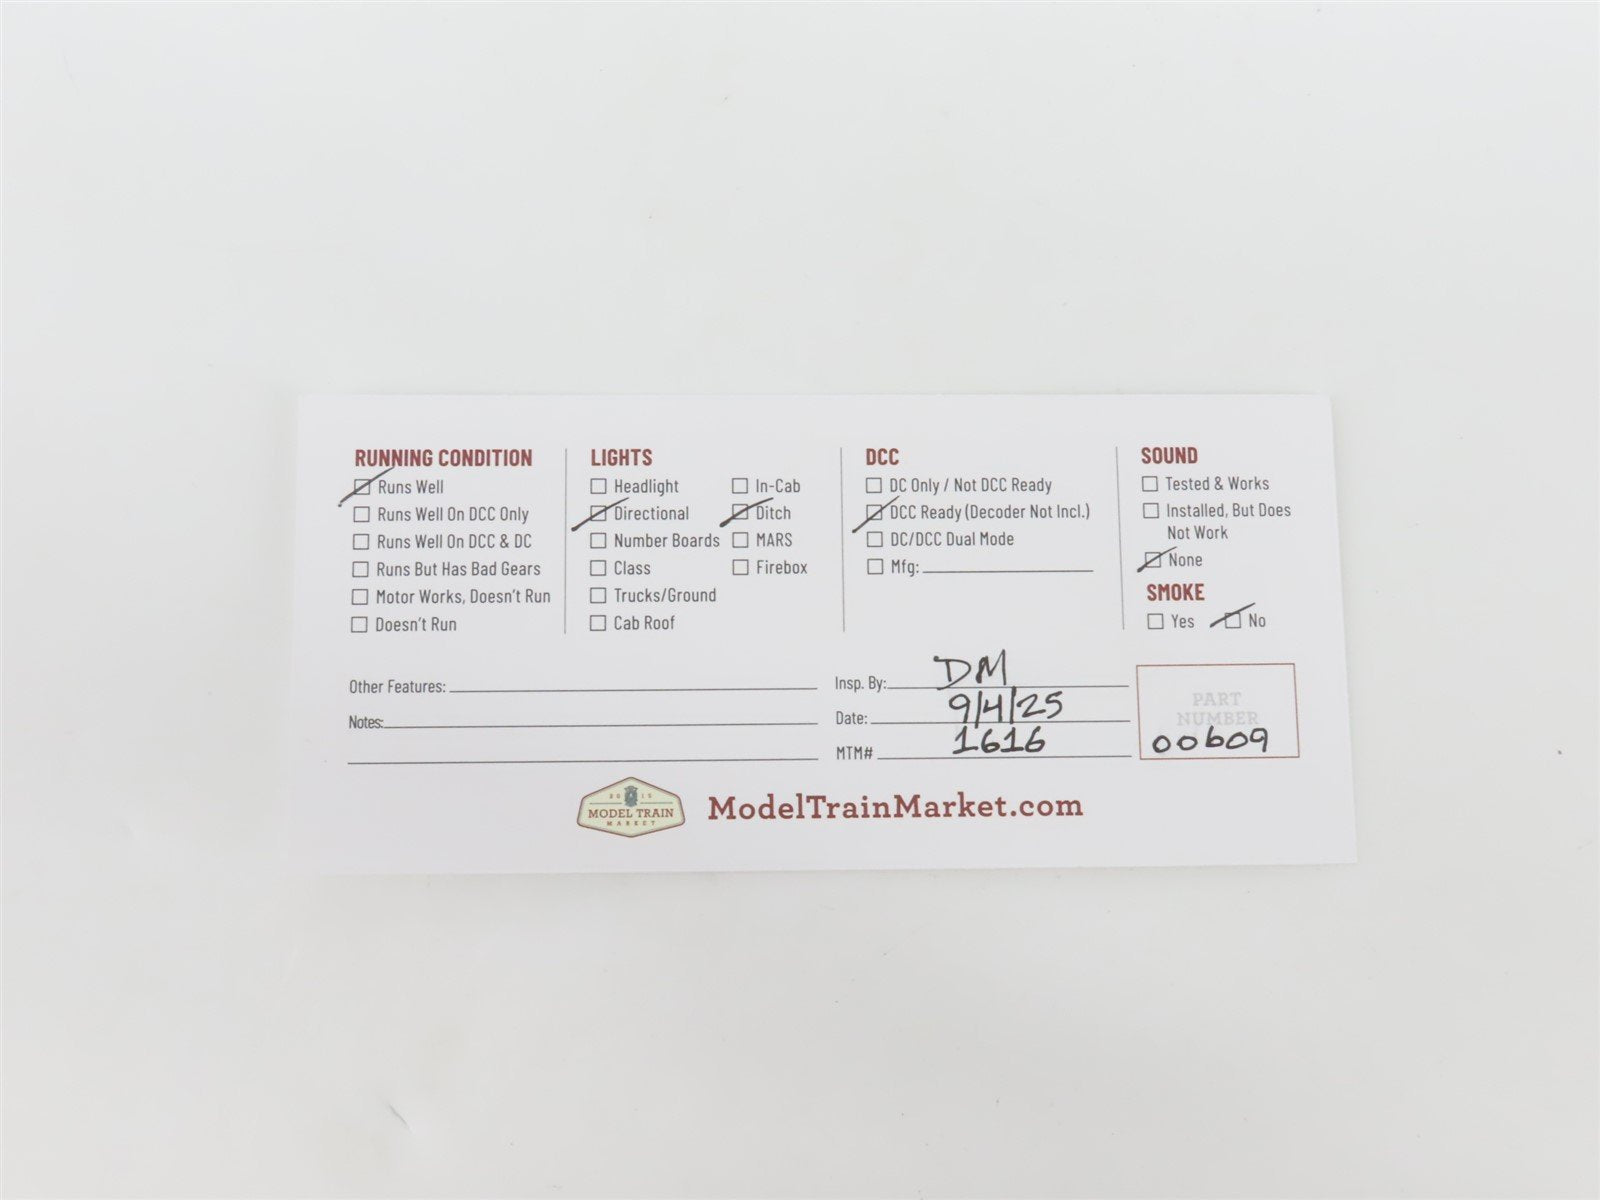 RUNNING CONDITION
Runs Well
Runs Well On DCC Only
Runs Well On DCC & DC
Runs But Has Bad Gears
Motor Works, Doesn't Run
Doesn't Run
LIGHTS
Headlight
Directional
Number Boards
Class
Trucks/Ground
Cab Roof
In-Cab
Ditch
MARS
Firebox
DCC
DC Only / Not DCC Ready
DCC Ready (Decoder Not Incl.)
DC/DCC Dual Mode
Mfg:
SOUND
Tested & Works
Installed, But Does
Not Work
None
SMOKE
Yes No
Other Features:
Notes:
Insp. By: DM
Date: 9/4/25
MTM# 1616
PART
NUMBER
00609
2015
MODEL TRAIN
MARKET
ModelTrainMarket.com